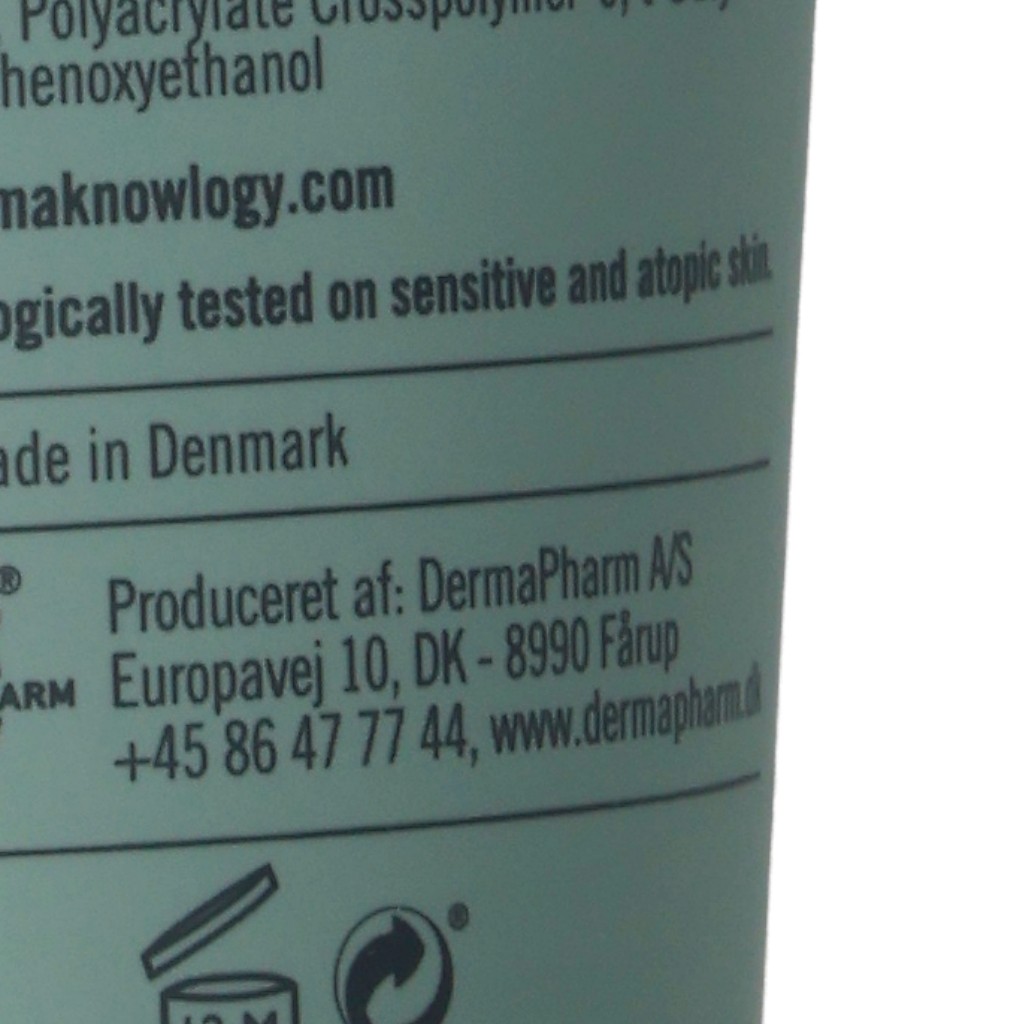 Polyacrylate Crosspolymer-6,
henoxyethanol
maknowlogy.com
ogically tested on sensitive and atopic skin.
ade in Denmark
®
ARM
Produceret af: DermaPharm A/S
Europavej 10, DK - 8990 Fårup
+45 86 47 77 44, www.dermapharm.dk
®